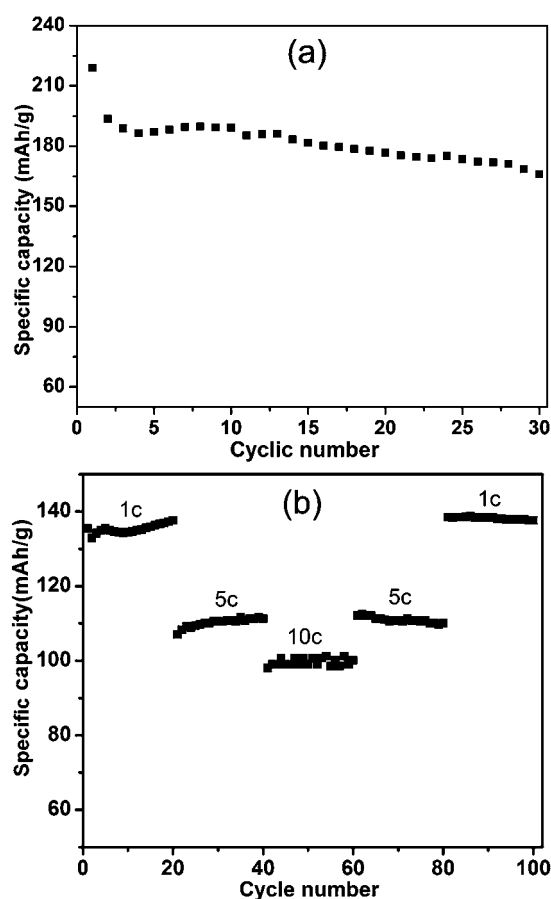 (a)
240
210
180
150
120
90
60
Specific capacity (mAh/g)
0 5 10 15 20 25 30
Cyclic number
(b)
1c
1c
5c
5c
10c
140
120
100
80
60
Specific capacity(mAh/g)
0 20 40 60 80 100
Cycle number